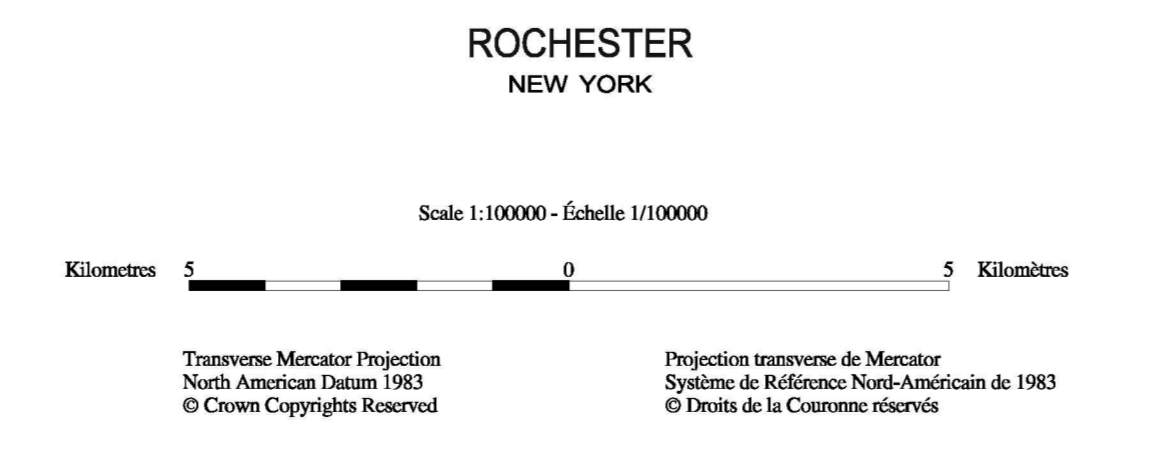 ROCHESTER
NEW YORK
Scale 1:100000 - Échelle 1/100000
Kilometres 5 0 5 Kilomètres
Transverse Mercator Projection
North American Datum 1983
© Crown Copyrights Reserved
Projection transverse de Mercator
Système de Référence Nord-Américain de 1983
© Droits de la Couronne réservés